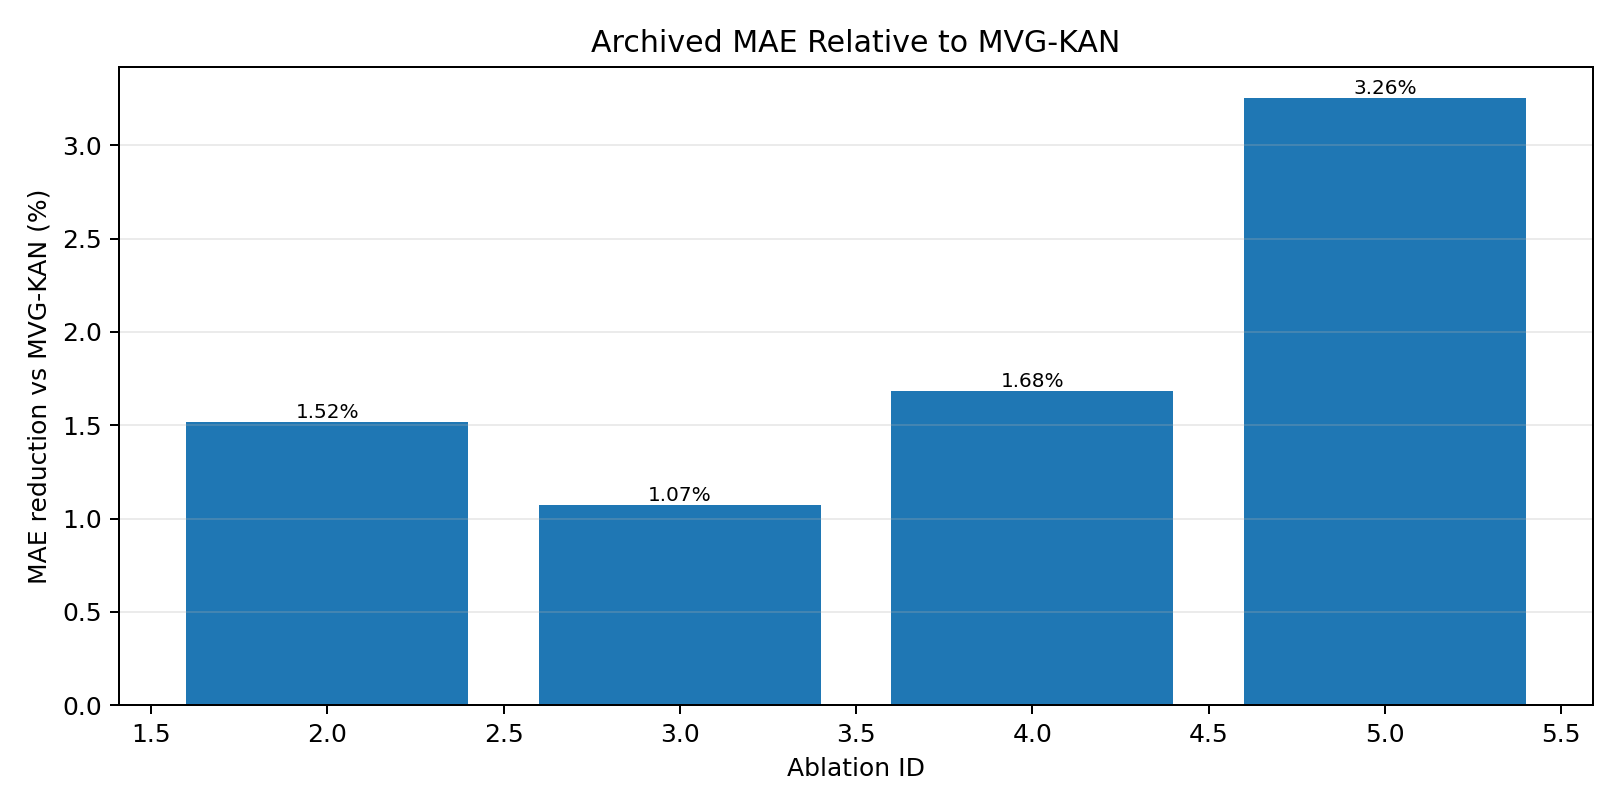 Archived MAE Relative to MVG-KAN
MAE reduction vs MVG-KAN (%)
3.0
2.5
2.0
1.5
1.0
0.5
0.0
1.52%
1.07%
1.68%
3.26%
1.5 2.0 2.5 3.0 3.5 4.0 4.5 5.0 5.5
Ablation ID